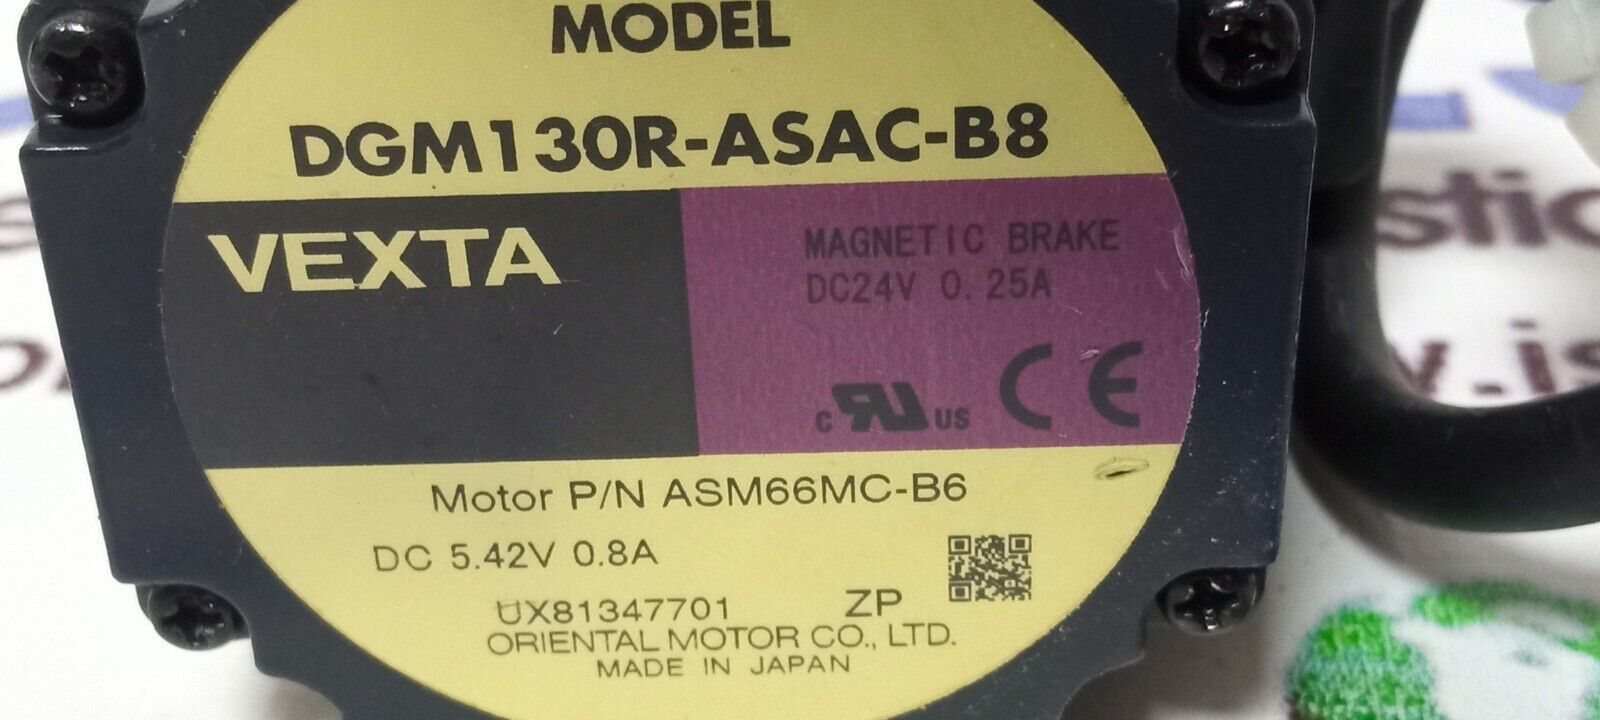 MODEL
DGM130R-ASAC-B8
VEXTA
MAGNETIC BRAKE
DC24V 0.25A
c RU US CE
Motor P/N ASM66MC-B6
DC 5.42V 0.8A
UX81347701 ZP
ORIENTAL MOTOR CO., LTD.
MADE IN JAPAN